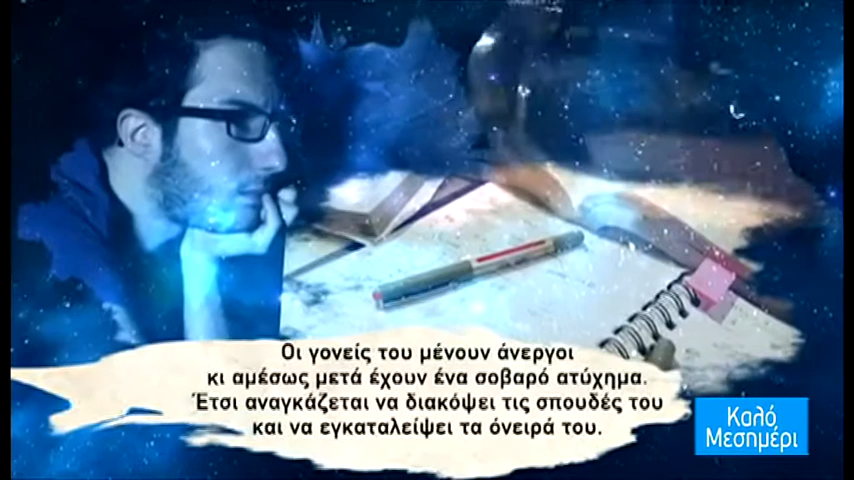 Οι γονείς του μένουν άνεργοι
κι αμέσως μετά έχουν ένα σοβαρό ατύχημα.
Έτσι αναγκάζεται να διακόψει τις σπουδές του
και να εγκαταλείψει τα όνειρά του.
Καλό
Μεσημέρι